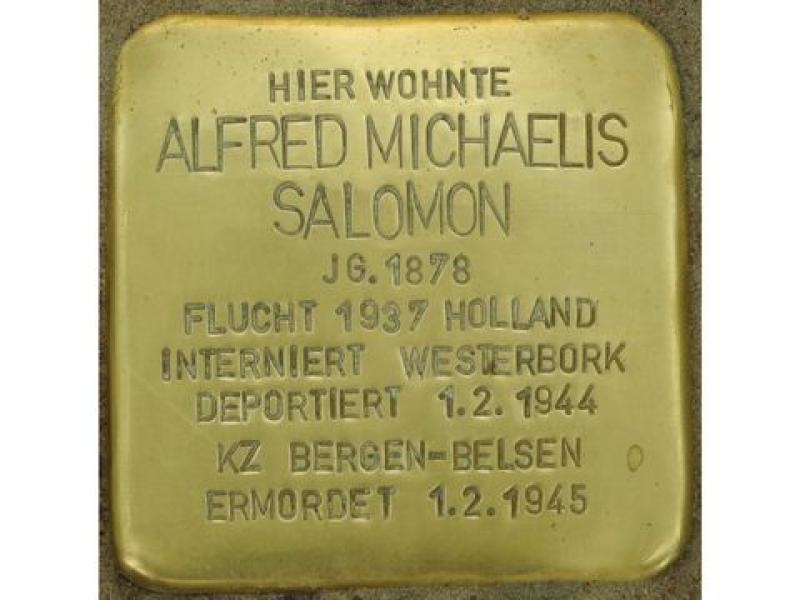 HIER WOHNTE
ALFRED MICHAELIS
SALOMON
JG. 1878
FLUCHT 1937 HOLLAND
INTERNIERT WESTERBORK
DEPORTIERT 1.2.1944
KZ BERGEN-BELSEN
ERMORDET 1.2.1945